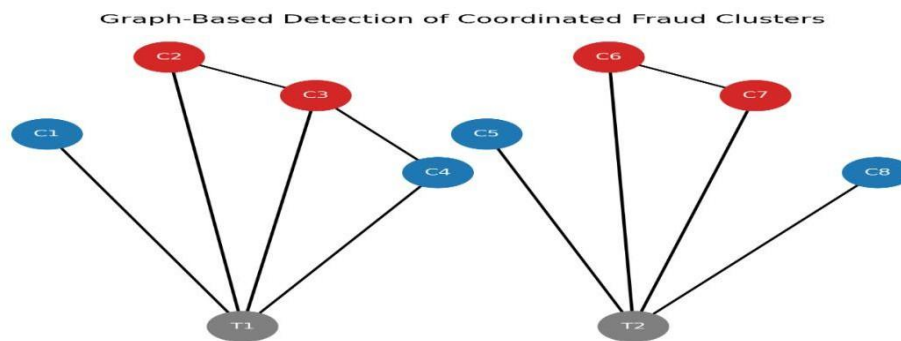 Graph-Based Detection of Coordinated Fraud Clusters
C2
C6
C3
C7
C1
C5
C4
C8
T1
T2